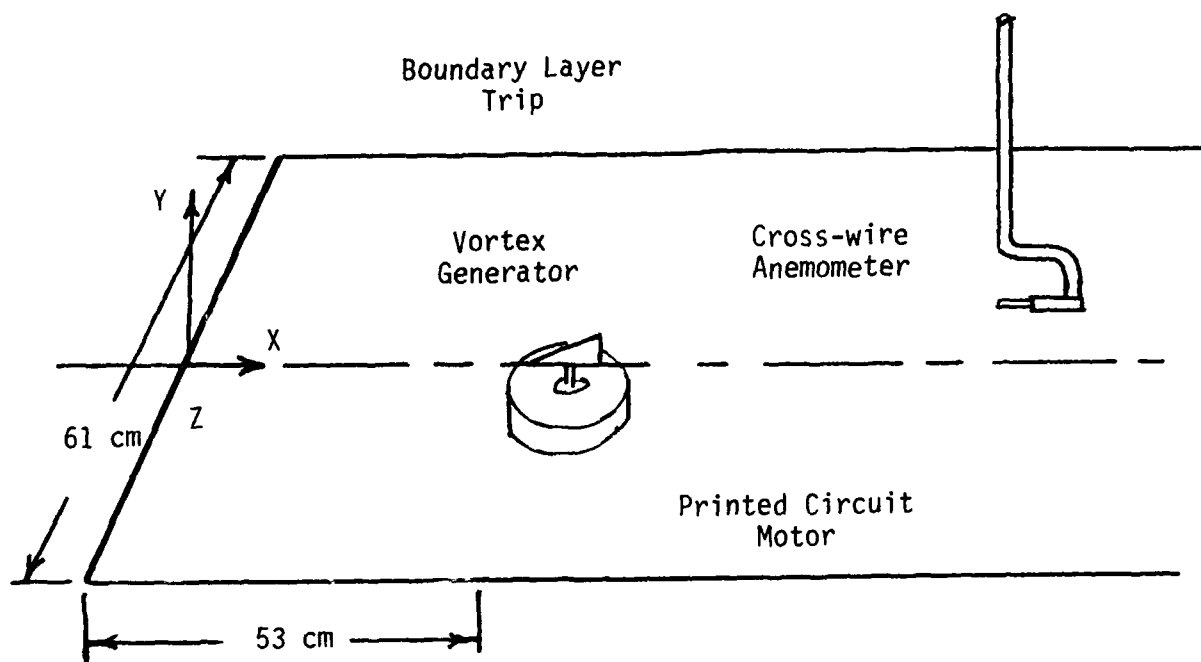 Boundary Layer
Trip
Y
Vortex
Generator
Cross-wire
Anemometer
X
Z
61 cm
Printed Circuit
Motor
53 cm